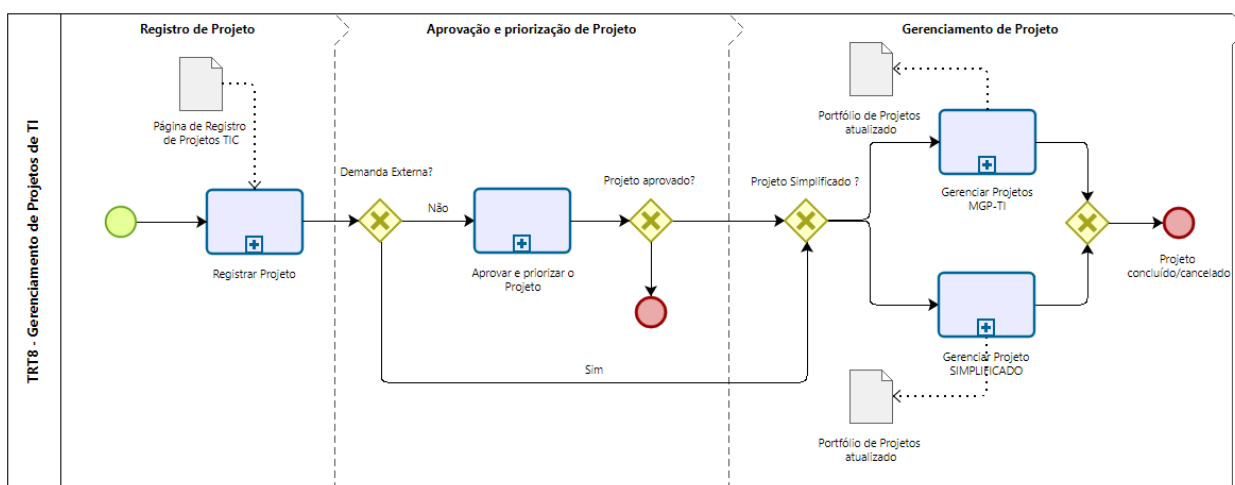 TRT8 - Gerenciamento de Projetos de TI
Registro de Projeto
Aprovação e priorização de Projeto
Gerenciamento de Projeto
Página de Registro
de Projetos TIC
Registrar Projeto
Demanda Externa?
Não
Sim
Aprovar e priorizar o
Projeto
Projeto aprovado?
Projeto Simplificado ?
Portfólio de Projetos
atualizado
Gerenciar Projetos
MGP-TI
Gerenciar Projeto
SIMPLIFICADO
Portfólio de Projetos
atualizado
Projeto
concluído/cancelado